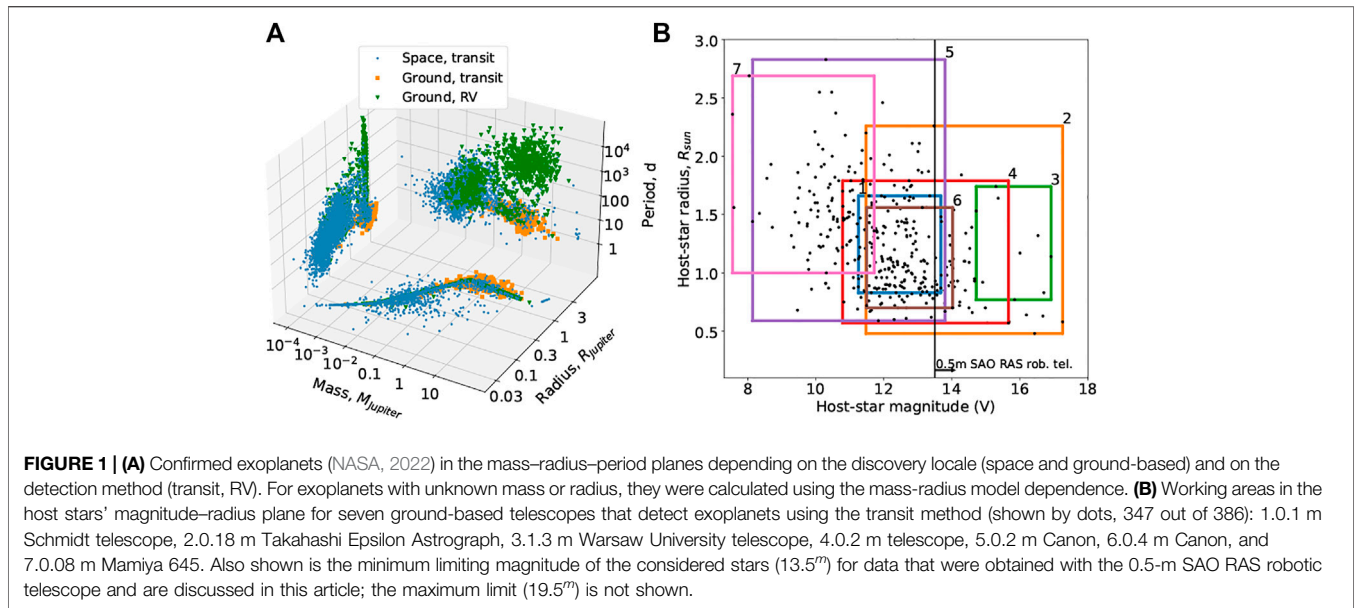 A
Space, transit
Ground, transit
Ground, RV
10⁴
10³
100
10
1
Period, d
10⁻⁴
10⁻³
10⁻²
0.1
1
10
Mass, M_Jupiter
0.03
0.1
0.3
1
3
Radius, R_Jupiter
B
3.0
2.5
2.0
1.5
1.0
0.5
Host-star radius, R_sun
7
5
2
4
3
1
6
0.5m SAO RAS rob. tel.
8
10
12
14
16
18
Host-star magnitude (V)
FIGURE 1 | (A) Confirmed exoplanets (NASA, 2022) in the mass–radius–period planes depending on the discovery locale (space and ground-based) and on the
detection method (transit, RV). For exoplanets with unknown mass or radius, they were calculated using the mass-radius model dependence. (B) Working areas in the
host stars' magnitude–radius plane for seven ground-based telescopes that detect exoplanets using the transit method (shown by dots, 347 out of 386): 1.0.1 m
Schmidt telescope, 2.0.18 m Takahashi Epsilon Astrograph, 3.1.3 m Warsaw University telescope, 4.0.2 m telescope, 5.0.2 m Canon, 6.0.4 m Canon, and
7.0.08 m Mamiya 645. Also shown is the minimum limiting magnitude of the considered stars (13.5ᵐ) for data that were obtained with the 0.5-m SAO RAS robotic
telescope and are discussed in this article; the maximum limit (19.5ᵐ) is not shown.